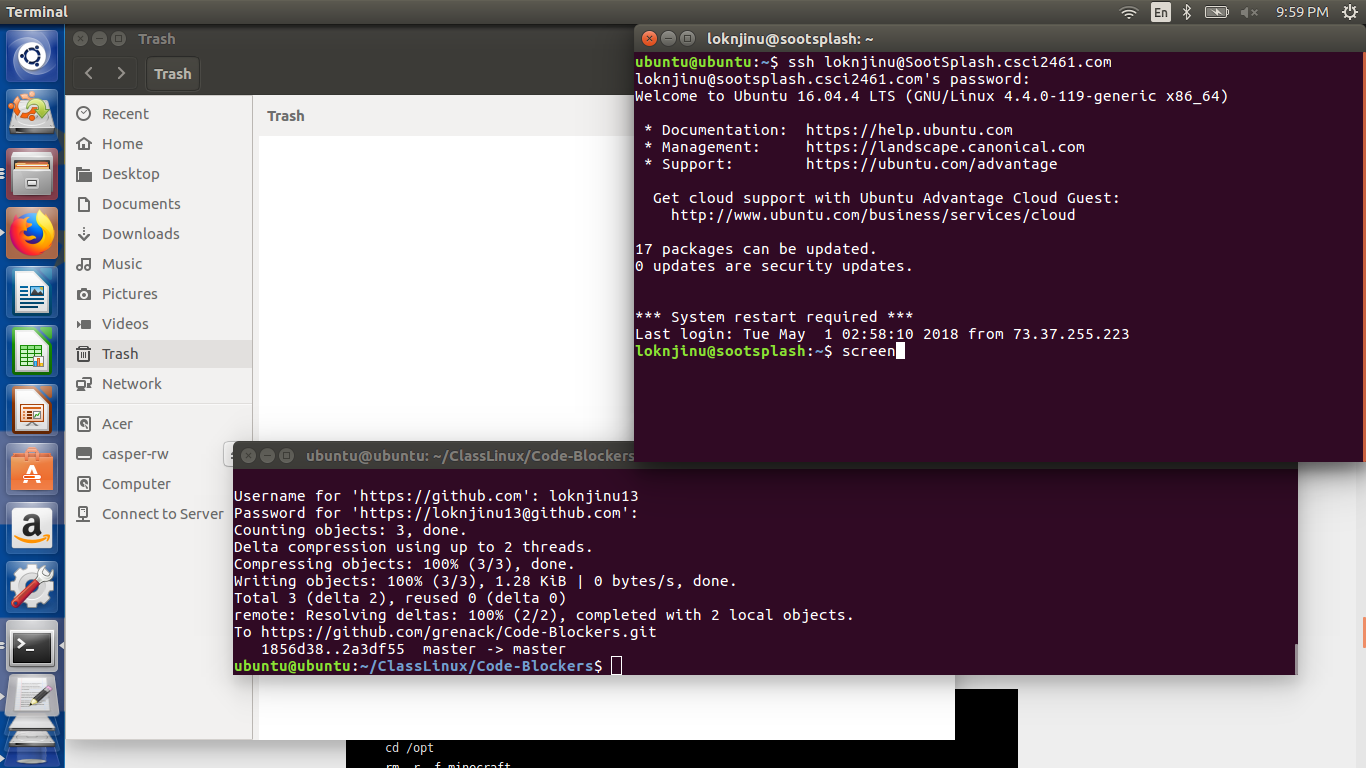 Terminal
En
9:59 PM
Trash
Trash
Recent
Home
Desktop
Documents
Downloads
Music
Pictures
Videos
Trash
Network
Acer
casper-rw
Computer
Connect to Server
Trash
loknjinu@sootsplash: ~
ubuntu@ubuntu:~$ ssh loknjinu@SootSplash.csci2461.com
loknjinu@sootsplash.csci2461.com's password:
Welcome to Ubuntu 16.04.4 LTS (GNU/Linux 4.4.0-119-generic x86_64)
* Documentation:  https://help.ubuntu.com
* Management:     https://landscape.canonical.com
* Support:        https://ubuntu.com/advantage
Get cloud support with Ubuntu Advantage Cloud Guest:
http://www.ubuntu.com/business/services/cloud
17 packages can be updated.
0 updates are security updates.
*** System restart required ***
Last login: Tue May  1 02:58:10 2018 from 73.37.255.223
loknjinu@sootsplash:~$ screen
ubuntu@ubuntu: ~/ClassLinux/Code-Blockers
Username for 'https://github.com': loknjinu13
Password for 'https://loknjinu13@github.com':
Counting objects: 3, done.
Delta compression using up to 2 threads.
Compressing objects: 100% (3/3), done.
Writing objects: 100% (3/3), 1.28 KiB | 0 bytes/s, done.
Total 3 (delta 2), reused 0 (delta 0)
remote: Resolving deltas: 100% (2/2), completed with 2 local objects.
To https://github.com/grenack/Code-Blockers.git
1856d38..2a3df55  master -> master
ubuntu@ubuntu:~/ClassLinux/Code-Blockers$
cd /opt
rm -r -f minecraft